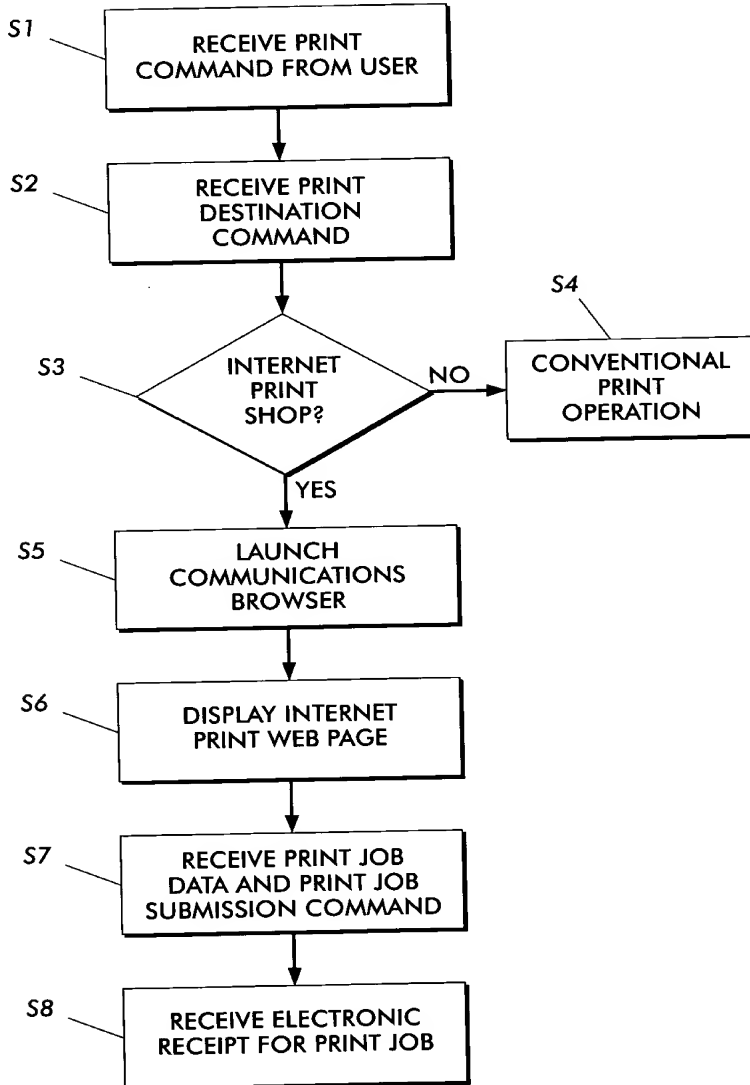 S1
RECEIVE PRINT
COMMAND FROM USER
S2
RECEIVE PRINT
DESTINATION
COMMAND
S3
INTERNET
PRINT
SHOP?
NO
S4
CONVENTIONAL
PRINT
OPERATION
YES
S5
LAUNCH
COMMUNICATIONS
BROWSER
S6
DISPLAY INTERNET
PRINT WEB PAGE
S7
RECEIVE PRINT JOB
DATA AND PRINT JOB
SUBMISSION COMMAND
S8
RECEIVE ELECTRONIC
RECEIPT FOR PRINT JOB